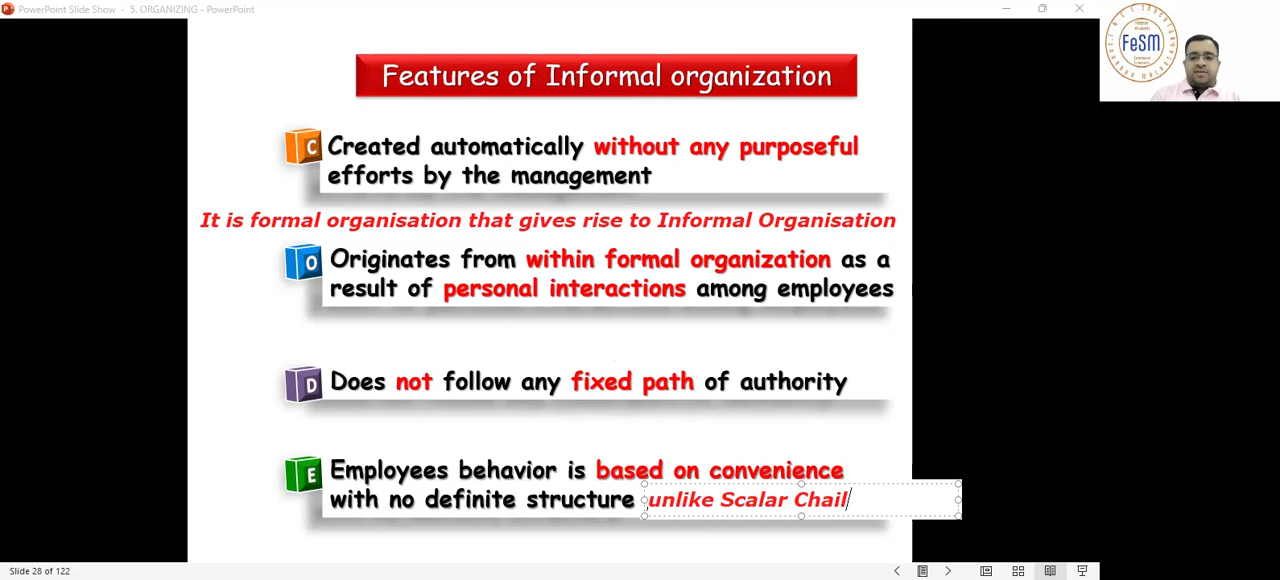 PowerPoint Slide Show - 5. ORGANIZING - PowerPoint
FeSM
Features of Informal organization
C
Created automatically without any purposeful
efforts by the management
It is formal organisation that gives rise to Informal Organisation
O
Originates from within formal organization as a
result of personal interactions among employees
D
Does not follow any fixed path of authority
E
Employees behavior is based on convenience
with no definite structure unlike Scalar Chail
Slide 28 of 122